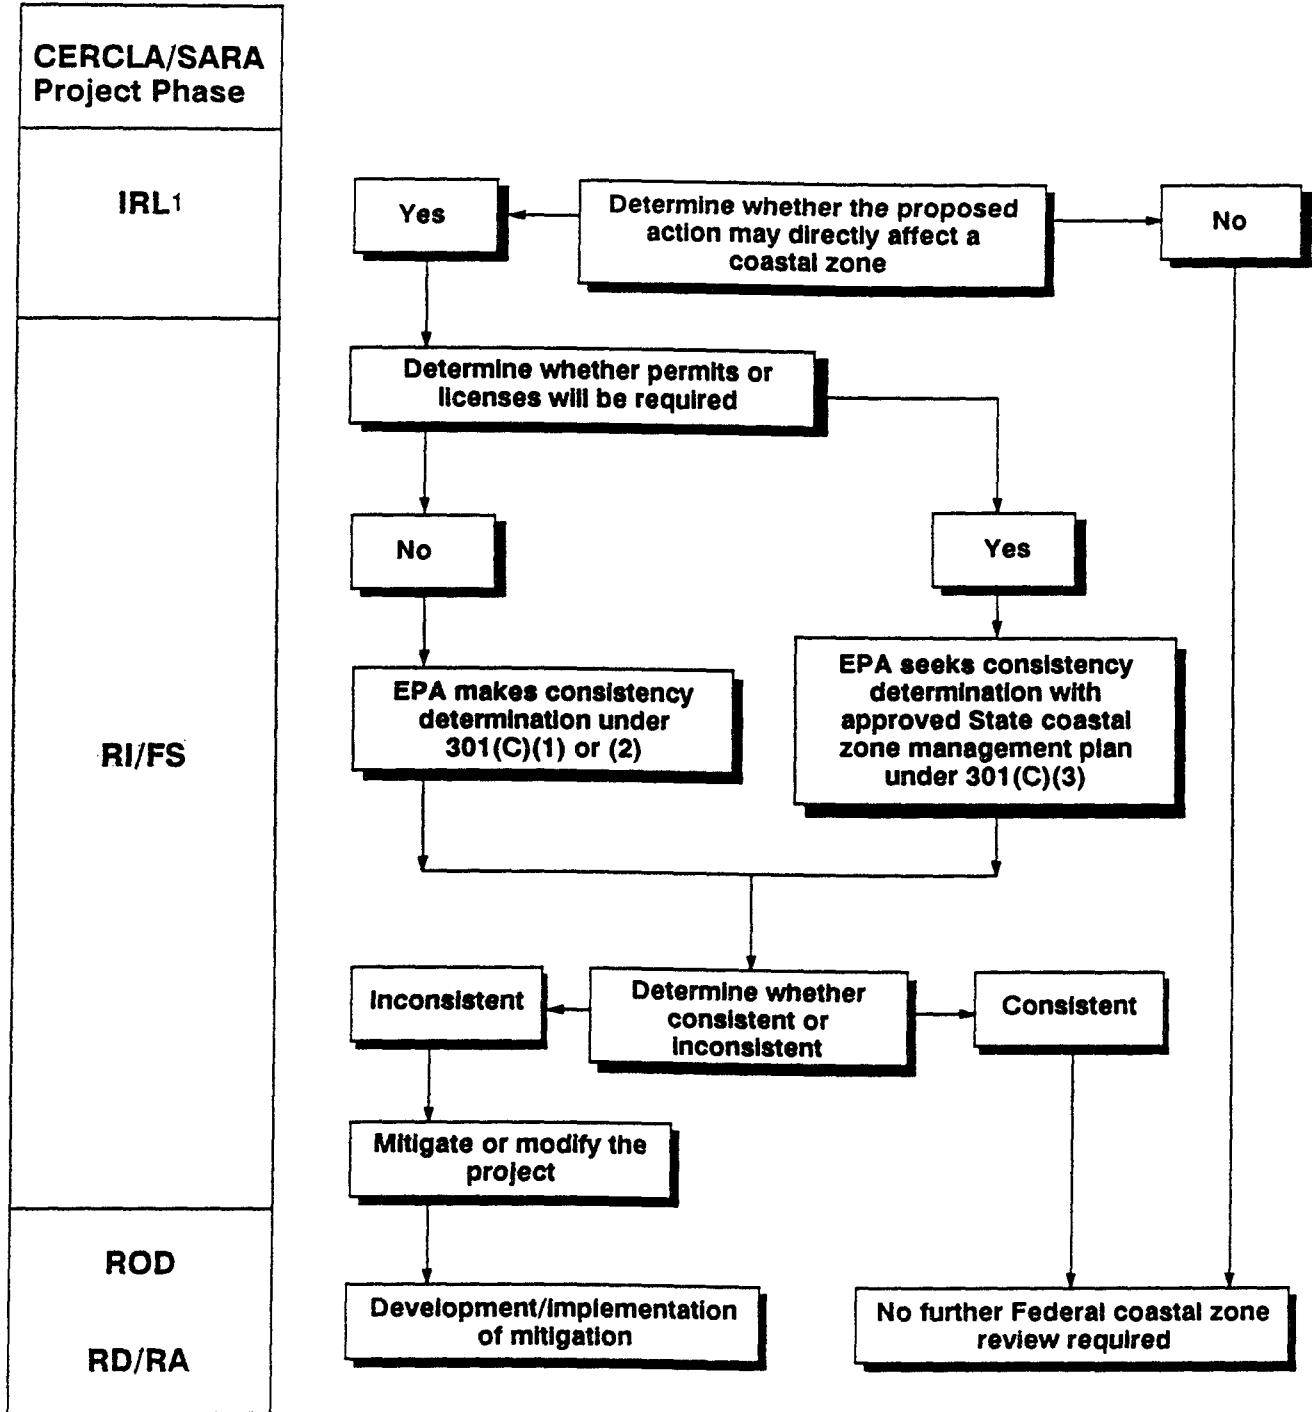 CERCLA/SARA
Project Phase
IRL1
Yes
Determine whether the proposed
action may directly affect a
coastal zone
No
Determine whether permits or
licenses will be required
No
Yes
RI/FS
EPA makes consistency
determination under
301(C)(1) or (2)
EPA seeks consistency
determination with
approved State coastal
zone management plan
under 301(C)(3)
Inconsistent
Determine whether
consistent or
inconsistent
Consistent
Mitigate or modify the
project
ROD
RD/RA
Development/Implementation
of mitigation
No further Federal coastal zone
review required